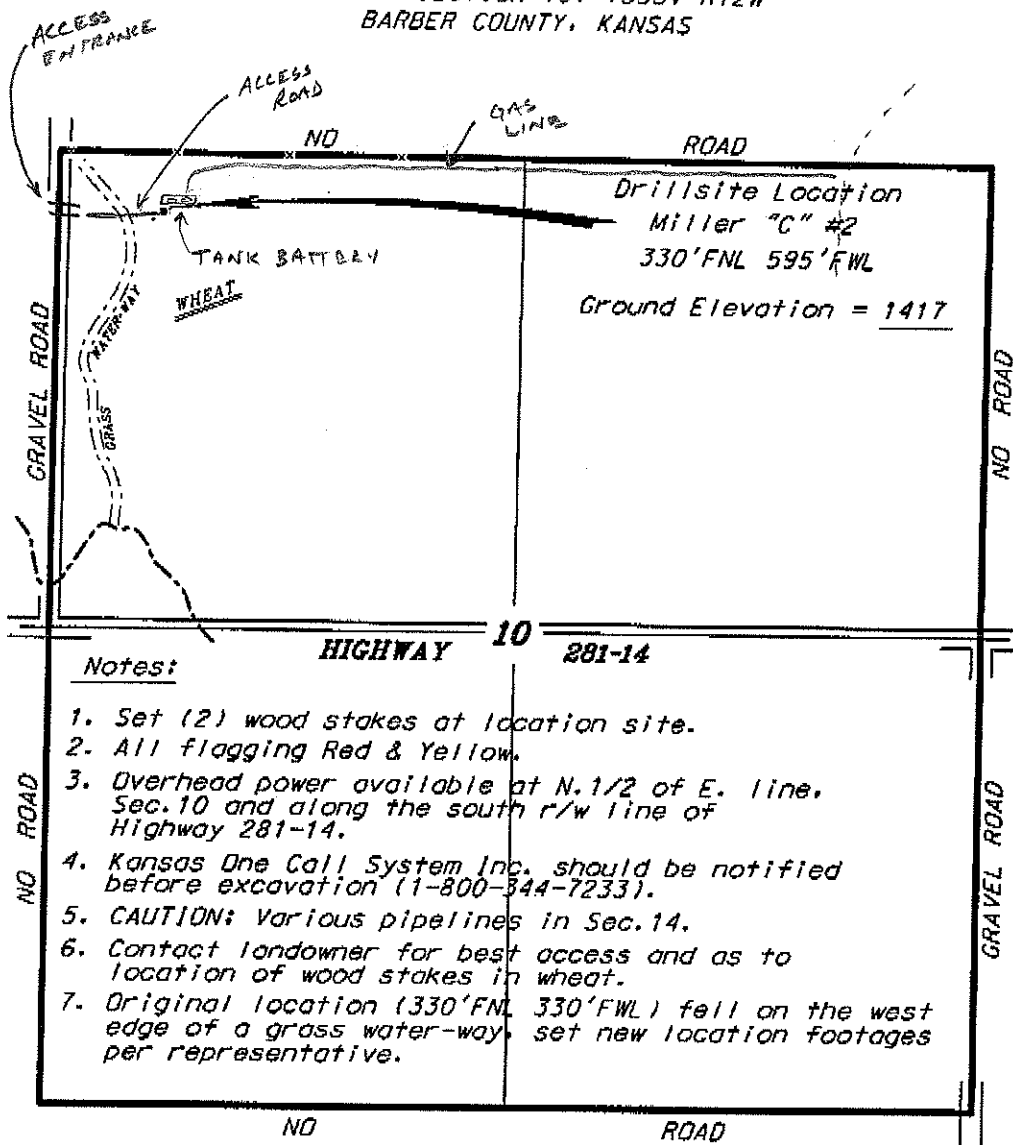 BARBER COUNTY, KANSAS
ACCESS
ENTRANCE
ACCESS
ROAD
GAS
LINE
NO ROAD
Drillsite Location
Miller "C" #2
330'FNL 595'FWL
Ground Elevation = 1417
TANK BATTERY
WHEAT
WATER-WAY
GRASS
GRAVEL ROAD
NO ROAD
10
HIGHWAY 281-14
Notes:
1. Set (2) wood stakes at location site.
2. All flagging Red & Yellow.
3. Overhead power available at N.1/2 of E. line.
Sec.10 and along the south r/w line of
Highway 281-14.
4. Kansas One Call System Inc. should be notified
before excavation (1-800-344-7233).
5. CAUTION: Various pipelines in Sec.14.
6. Contact landowner for best access and as to
location of wood stakes in wheat.
7. Original location (330'FNL 330'FWL) fell on the west
edge of a grass water-way, set new location footages
per representative.
NO ROAD
GRAVEL ROAD
NO ROAD